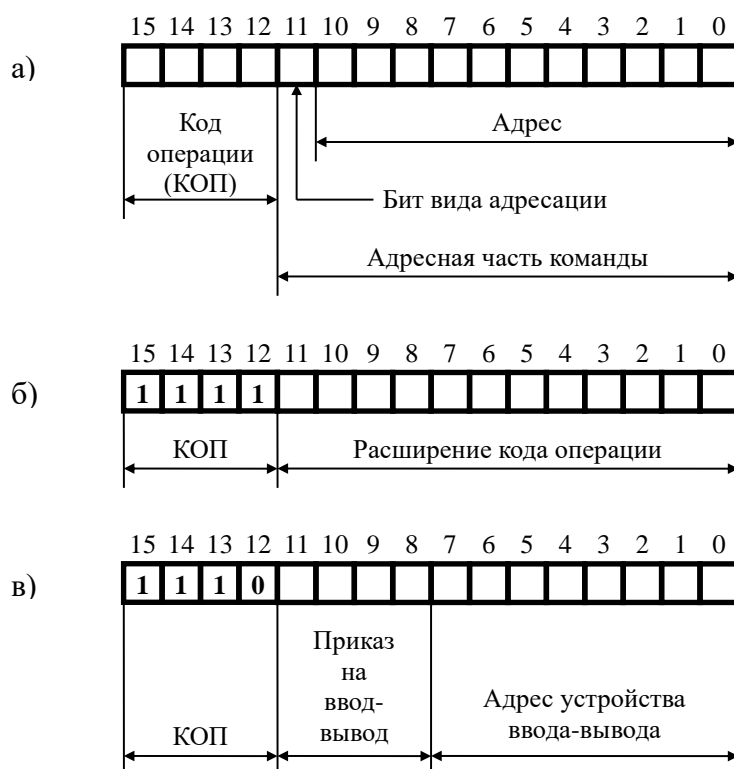 15 14 13 12 11 10 9 8 7 6 5 4 3 2 1 0
а)
Код
операции
(КОП)
Адрес
Бит вида адресации
Адресная часть команды
15 14 13 12 11 10 9 8 7 6 5 4 3 2 1 0
б)
1 1 1 1
КОП
Расширение кода операции
15 14 13 12 11 10 9 8 7 6 5 4 3 2 1 0
в)
1 1 1 0
КОП
Приказ
на
ввод-
вывод
Адрес устройства
ввода-вывода